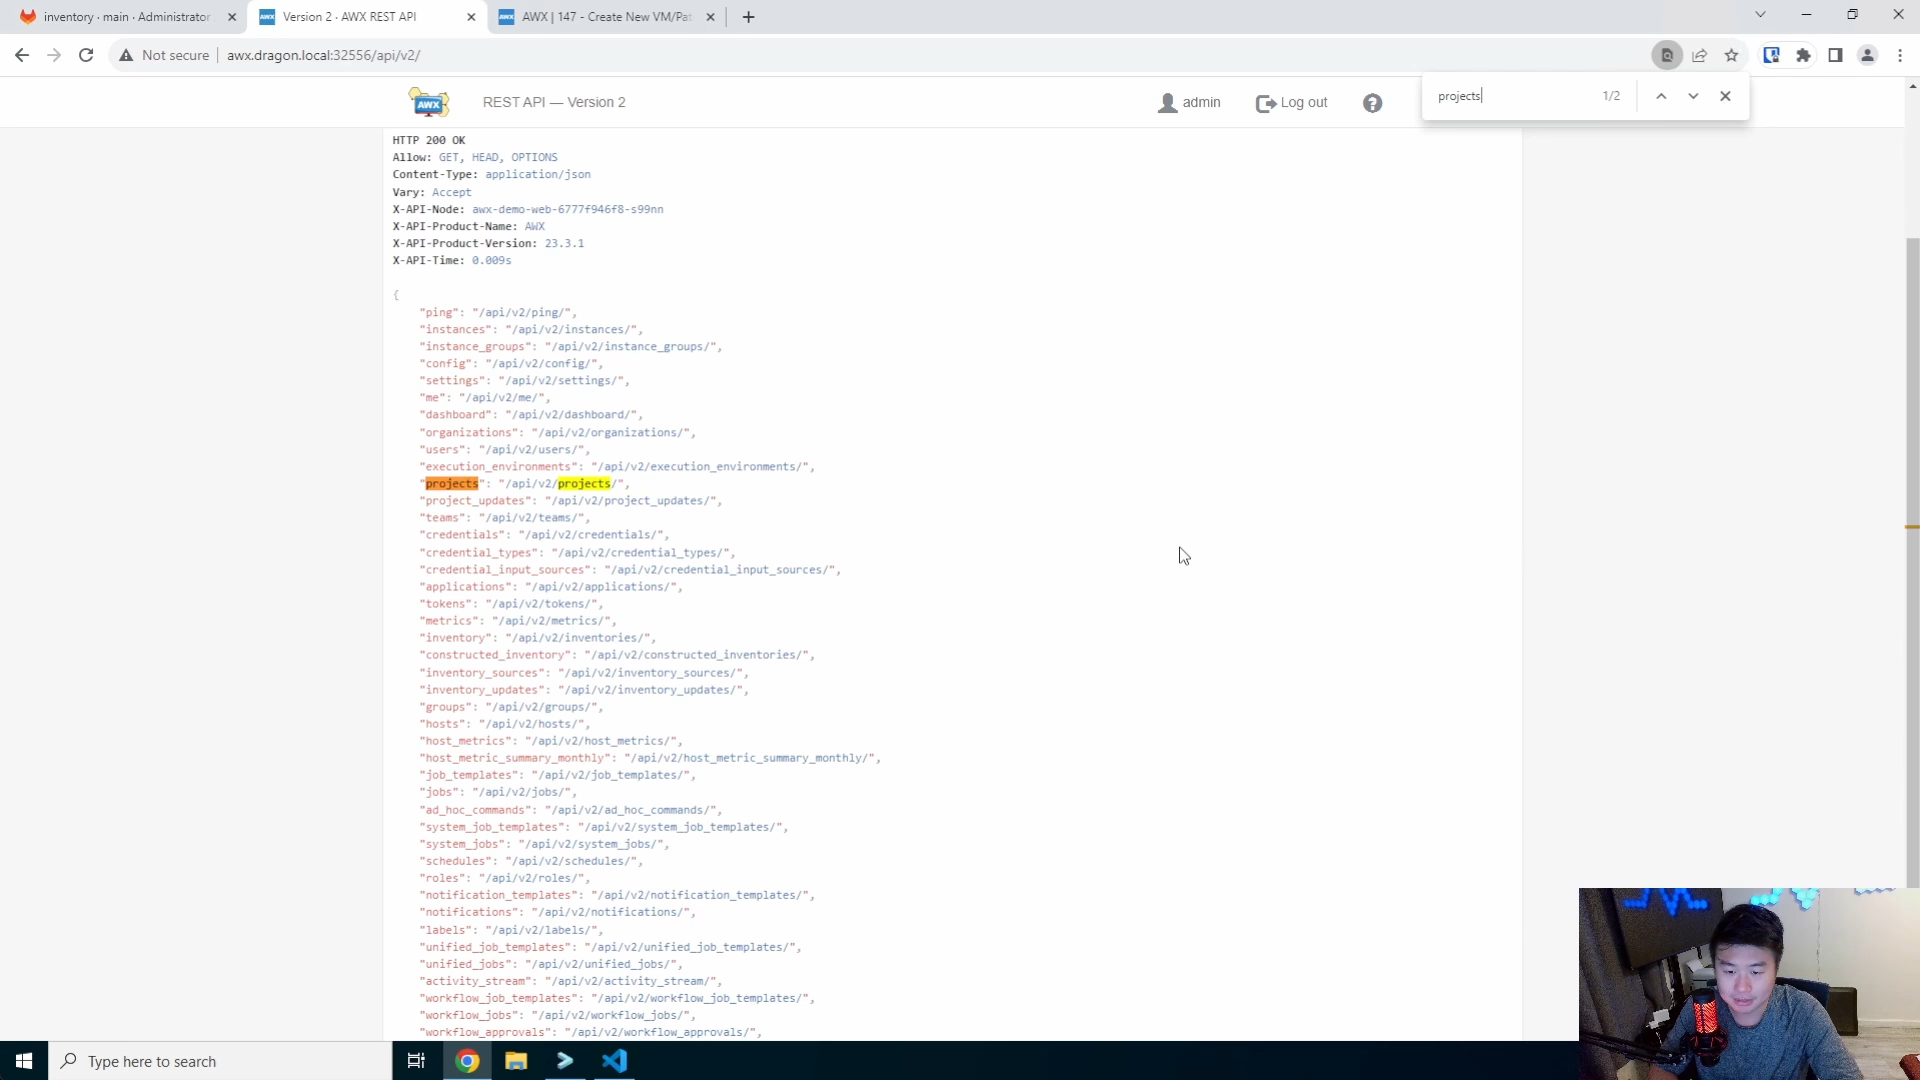 inventory · main · Administrator
Version 2 · AWX REST API
AWX | 147 - Create New VM/Pat
Not secure
awx.dragon.local:32556/api/v2/
projects
1/2
AWX
REST API — Version 2
admin
Log out
HTTP 200 OK
Allow: GET, HEAD, OPTIONS
Content-Type: application/json
Vary: Accept
X-API-Node: awx-demo-web-6777f946f8-s99nn
X-API-Product-Name: AWX
X-API-Product-Version: 23.3.1
X-API-Time: 0.009s
{
"ping": "/api/v2/ping/",
"instances": "/api/v2/instances/",
"instance_groups": "/api/v2/instance_groups/",
"config": "/api/v2/config/",
"settings": "/api/v2/settings/",
"me": "/api/v2/me/",
"dashboard": "/api/v2/dashboard/",
"organizations": "/api/v2/organizations/",
"users": "/api/v2/users/",
"execution_environments": "/api/v2/execution_environments/",
"projects": "/api/v2/projects/",
"project_updates": "/api/v2/project_updates/",
"teams": "/api/v2/teams/",
"credentials": "/api/v2/credentials/",
"credential_types": "/api/v2/credential_types/",
"credential_input_sources": "/api/v2/credential_input_sources/",
"applications": "/api/v2/applications/",
"tokens": "/api/v2/tokens/",
"metrics": "/api/v2/metrics/",
"inventory": "/api/v2/inventories/",
"constructed_inventory": "/api/v2/constructed_inventories/",
"inventory_sources": "/api/v2/inventory_sources/",
"inventory_updates": "/api/v2/inventory_updates/",
"groups": "/api/v2/groups/",
"hosts": "/api/v2/hosts/",
"host_metrics": "/api/v2/host_metrics/",
"host_metric_summary_monthly": "/api/v2/host_metric_summary_monthly/",
"job_templates": "/api/v2/job_templates/",
"jobs": "/api/v2/jobs/",
"ad_hoc_commands": "/api/v2/ad_hoc_commands/",
"system_job_templates": "/api/v2/system_job_templates/",
"system_jobs": "/api/v2/system_jobs/",
"schedules": "/api/v2/schedules/",
"roles": "/api/v2/roles/",
"notification_templates": "/api/v2/notification_templates/",
"notifications": "/api/v2/notifications/",
"labels": "/api/v2/labels/",
"unified_job_templates": "/api/v2/unified_job_templates/",
"unified_jobs": "/api/v2/unified_jobs/",
"activity_stream": "/api/v2/activity_stream/",
"workflow_job_templates": "/api/v2/workflow_job_templates/",
"workflow_jobs": "/api/v2/workflow_jobs/",
"workflow_approvals": "/api/v2/workflow_approvals/",
Type here to search